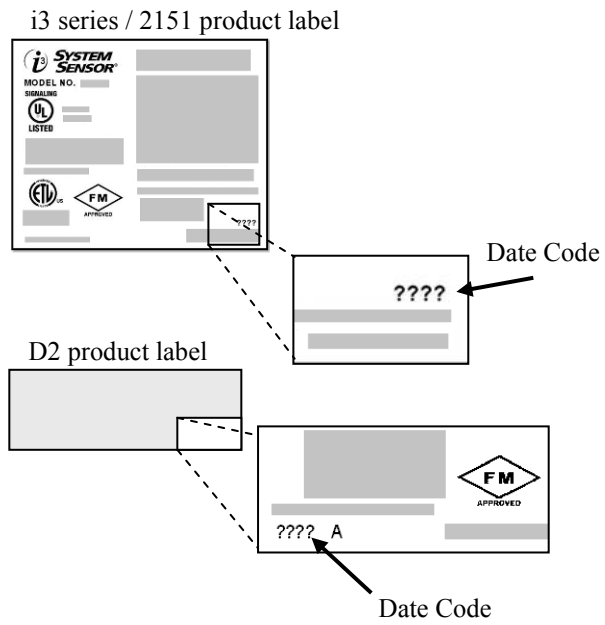 i3 series / 2151 product label
i3 SYSTEM
SENSOR®
MODEL NO.
SIGNALING
UL
LISTED
ETL US
FM
APPROVED
????
Date Code
????
D2 product label
FM
APPROVED
???? A
Date Code